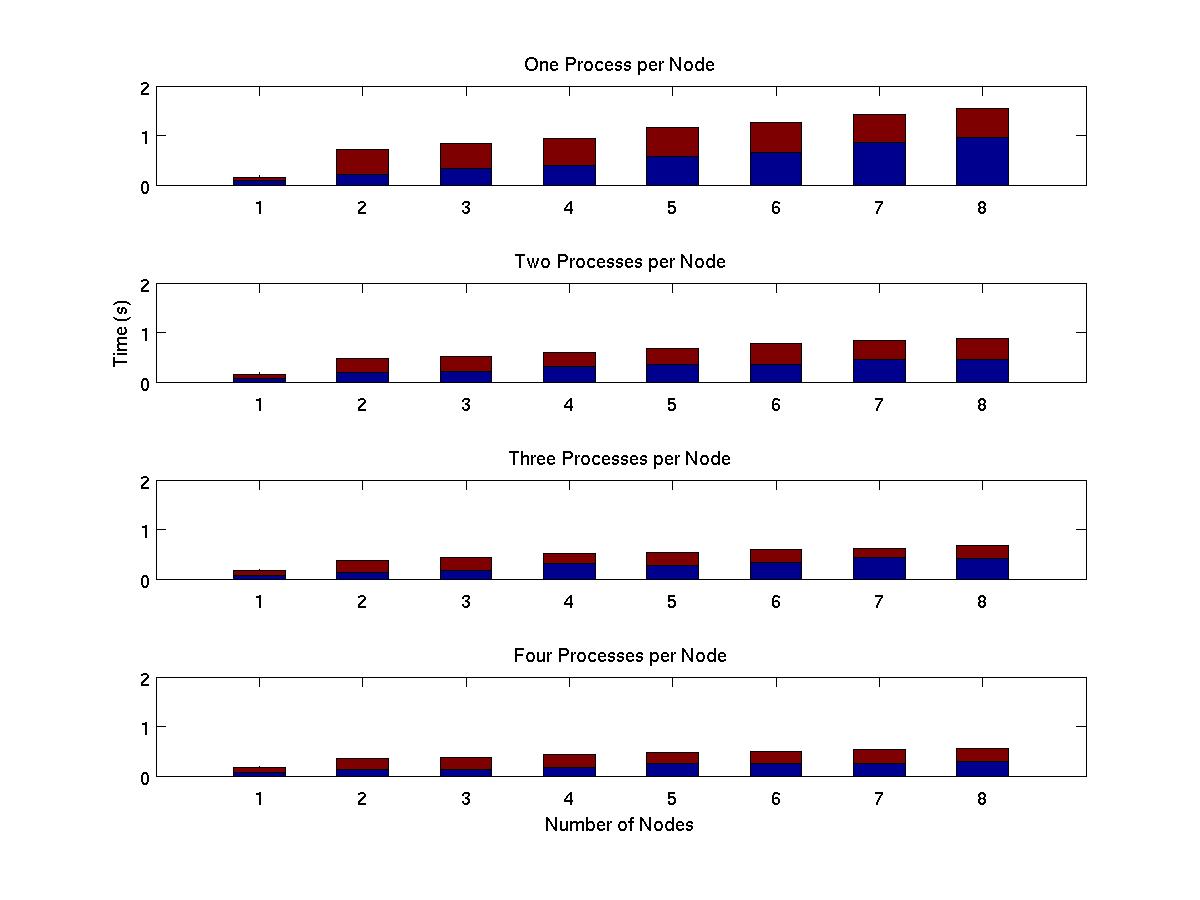 One Process per Node
2
1
0
1 2 3 4 5 6 7 8
Two Processes per Node
2
1
0
1 2 3 4 5 6 7 8
Time (s)
Three Processes per Node
2
1
0
1 2 3 4 5 6 7 8
Four Processes per Node
2
1
0
1 2 3 4 5 6 7 8
Number of Nodes